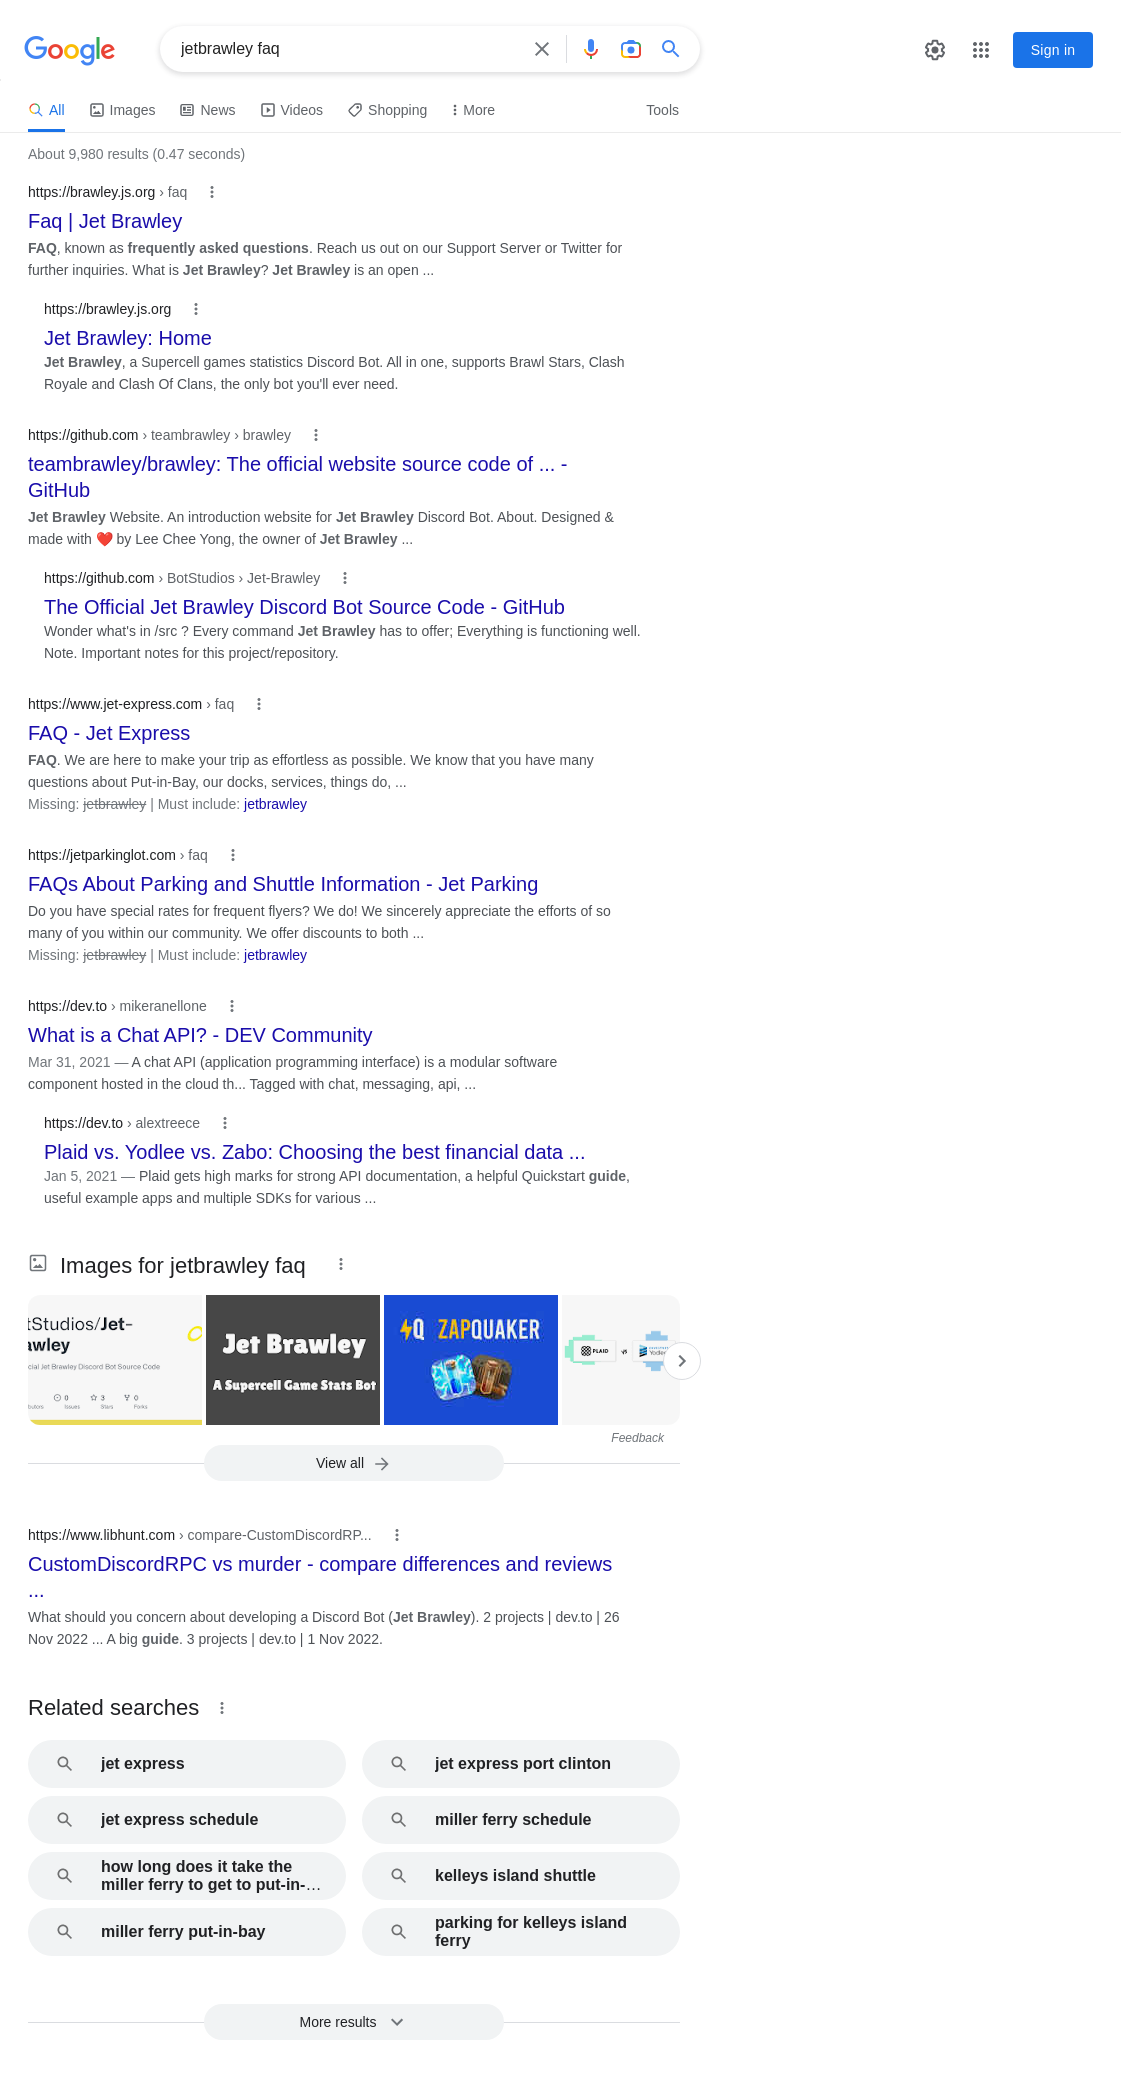 Google
jetbrawley faq
Sign in
All
Images
News
Videos
Shopping
More
Tools
About 9,980 results (0.47 seconds)
https://brawley.js.org › faq
Faq | Jet Brawley
FAQ, known as frequently asked questions. Reach us out on our Support Server or Twitter for
further inquiries. What is Jet Brawley? Jet Brawley is an open ...
https://brawley.js.org
Jet Brawley: Home
Jet Brawley, a Supercell games statistics Discord Bot. All in one, supports Brawl Stars, Clash
Royale and Clash Of Clans, the only bot you'll ever need.
https://github.com › teambrawley › brawley
teambrawley/brawley: The official website source code of ... -
GitHub
Jet Brawley Website. An introduction website for Jet Brawley Discord Bot. About. Designed &
made with ❤️ by Lee Chee Yong, the owner of Jet Brawley ...
https://github.com › BotStudios › Jet-Brawley
The Official Jet Brawley Discord Bot Source Code - GitHub
Wonder what's in /src ? Every command Jet Brawley has to offer; Everything is functioning well.
Note. Important notes for this project/repository.
https://www.jet-express.com › faq
FAQ - Jet Express
FAQ. We are here to make your trip as effortless as possible. We know that you have many
questions about Put-in-Bay, our docks, services, things do, ...
Missing: jetbrawley | Must include: jetbrawley
https://jetparkinglot.com › faq
FAQs About Parking and Shuttle Information - Jet Parking
Do you have special rates for frequent flyers? We do! We sincerely appreciate the efforts of so
many of you within our community. We offer discounts to both ...
Missing: jetbrawley | Must include: jetbrawley
https://dev.to › mikeranellone
What is a Chat API? - DEV Community
Mar 31, 2021 — A chat API (application programming interface) is a modular software
component hosted in the cloud th... Tagged with chat, messaging, api, ...
https://dev.to › alextreece
Plaid vs. Yodlee vs. Zabo: Choosing the best financial data ...
Jan 5, 2021 — Plaid gets high marks for strong API documentation, a helpful Quickstart guide,
useful example apps and multiple SDKs for various ...
Images for jetbrawley faq
tStudios/Jet-
awley
cial Jet Brawley Discord Bot Source Code
0 3 0
butors Issues Stars Forks
Jet Brawley
A Supercell Game Stats Bot
Q ZAPQUAKER
PLAID vs Yodlee
Feedback
View all
https://www.libhunt.com › compare-CustomDiscordRP...
CustomDiscordRPC vs murder - compare differences and reviews
...
What should you concern about developing a Discord Bot (Jet Brawley). 2 projects | dev.to | 26
Nov 2022 ... A big guide. 3 projects | dev.to | 1 Nov 2022.
Related searches
jet express
jet express port clinton
jet express schedule
miller ferry schedule
how long does it take the
miller ferry to get to put-in-...
kelleys island shuttle
miller ferry put-in-bay
parking for kelleys island
ferry
More results